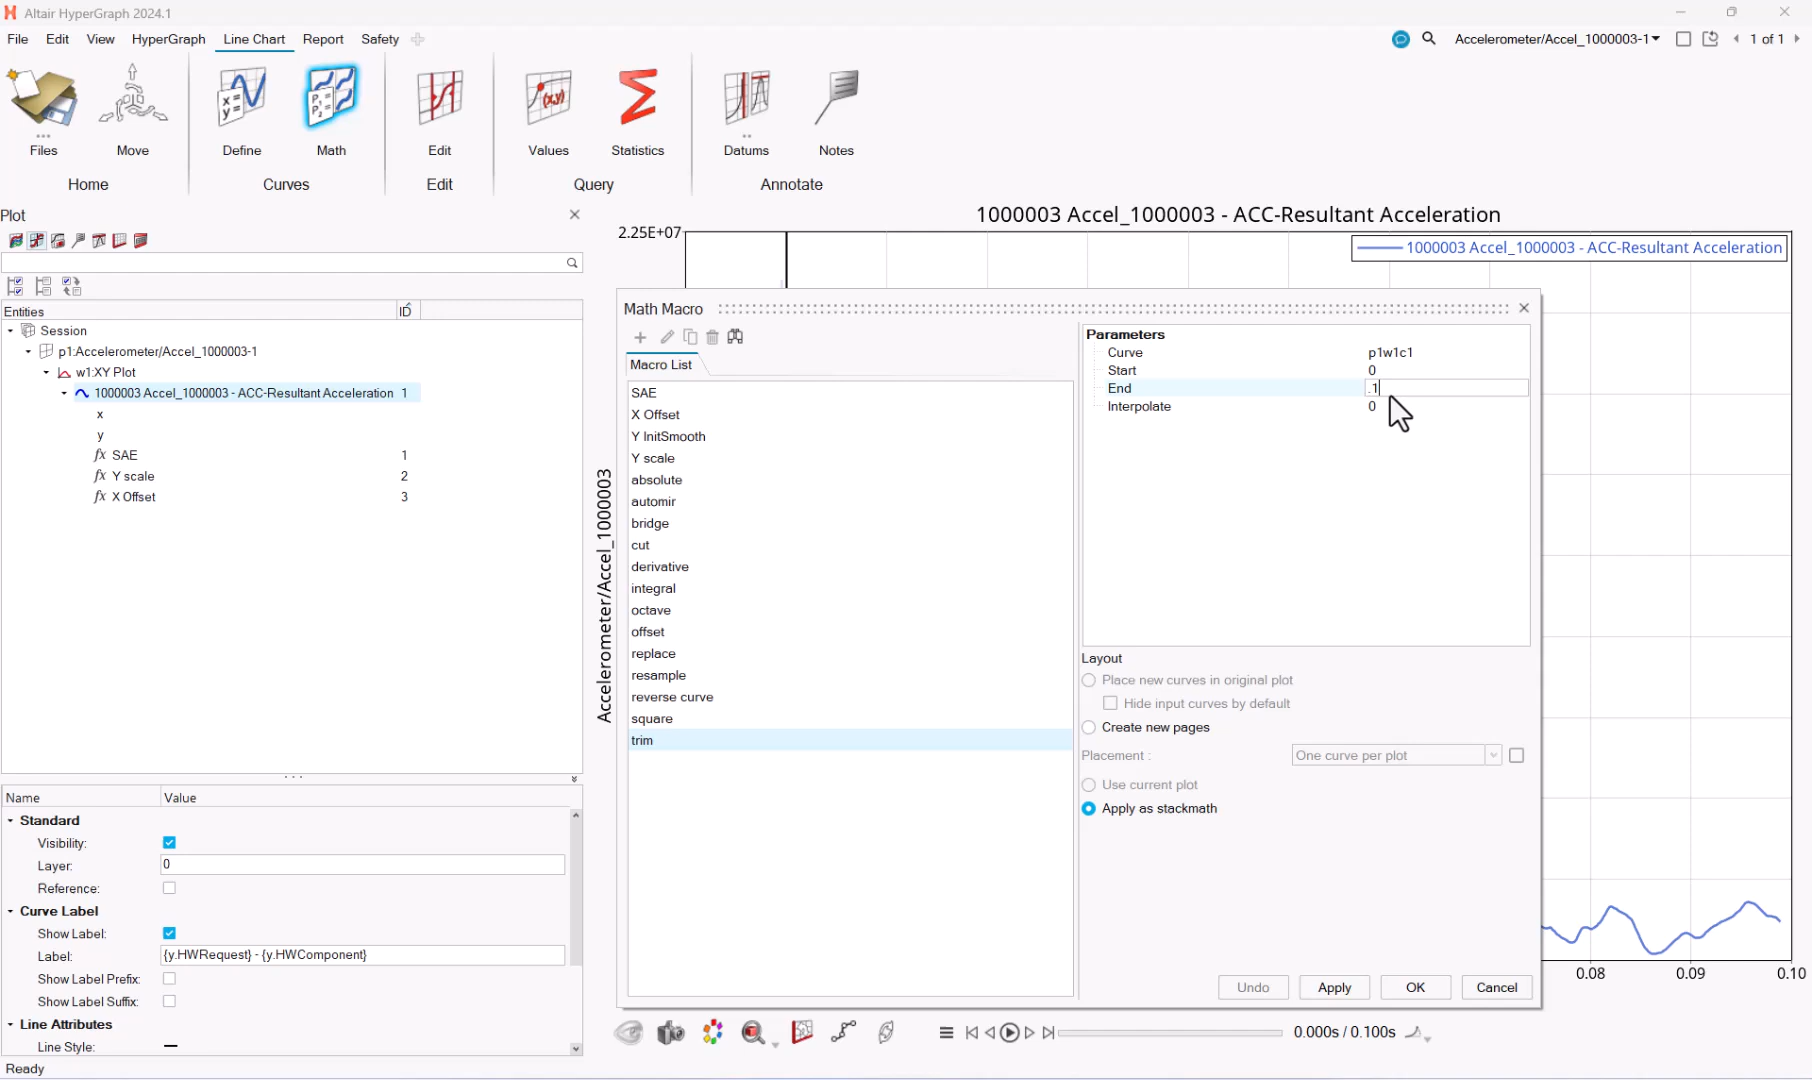 Altair HyperGraph 2024.1
File Edit View HyperGraph Line Chart Report Safety
Accelerometer/Accel_1000003-1 1 of 1
Files Move Define Math Edit Values Statistics Datums Notes
Home Curves Edit Query Annotate
Plot
Entities ID
Session
p1:Accelerometer/Accel_1000003-1
w1:XY Plot
1000003 Accel_1000003 - ACC-Resultant Acceleration 1
x
y
fx SAE 1
fx Y scale 2
fx X Offset 3
Name Value
Standard
Visibility:
Layer: 0
Reference:
Curve Label
Show Label:
Label: {y.HWRequest} - {y.HWComponent}
Show Label Prefix:
Show Label Suffix:
Line Attributes
Line Style:
Ready
1000003 Accel_1000003 - ACC-Resultant Acceleration
2.25E+07
1000003 Accel_1000003 - ACC-Resultant Acceleration
Accelerometer/Accel_1000003
Math Macro
Macro List
SAE
X Offset
Y InitSmooth
Y scale
absolute
automir
bridge
cut
derivative
integral
octave
offset
replace
resample
reverse curve
square
trim
Parameters
Curve p1w1c1
Start 0
End .1
Interpolate 0
Layout
Place new curves in original plot
Hide input curves by default
Create new pages
Placement : One curve per plot
Use current plot
Apply as stackmath
Undo Apply OK Cancel
0.08 0.09 0.10
0.000s / 0.100s